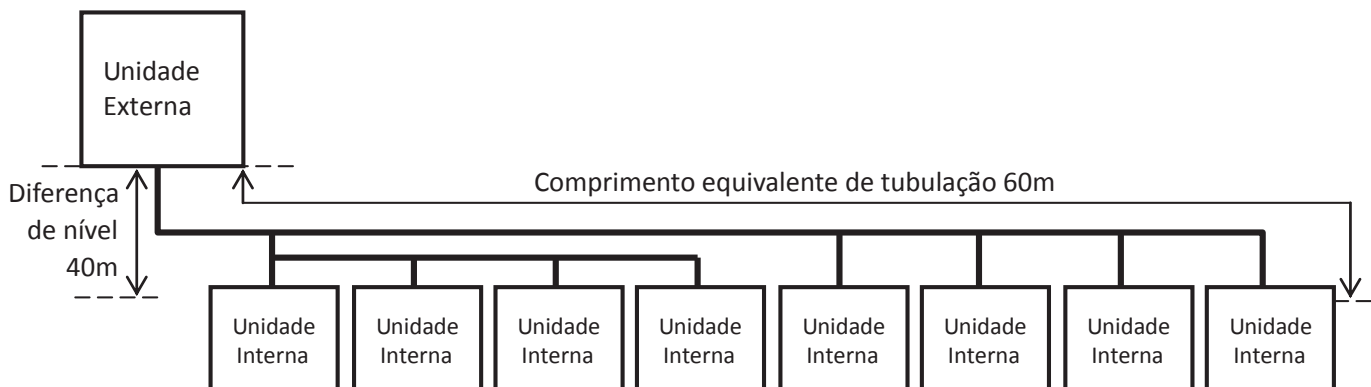 Unidade
Externa
Diferença
de nível
40m
Comprimento equivalente de tubulação 60m
Unidade
Interna
Unidade
Interna
Unidade
Interna
Unidade
Interna
Unidade
Interna
Unidade
Interna
Unidade
Interna
Unidade
Interna